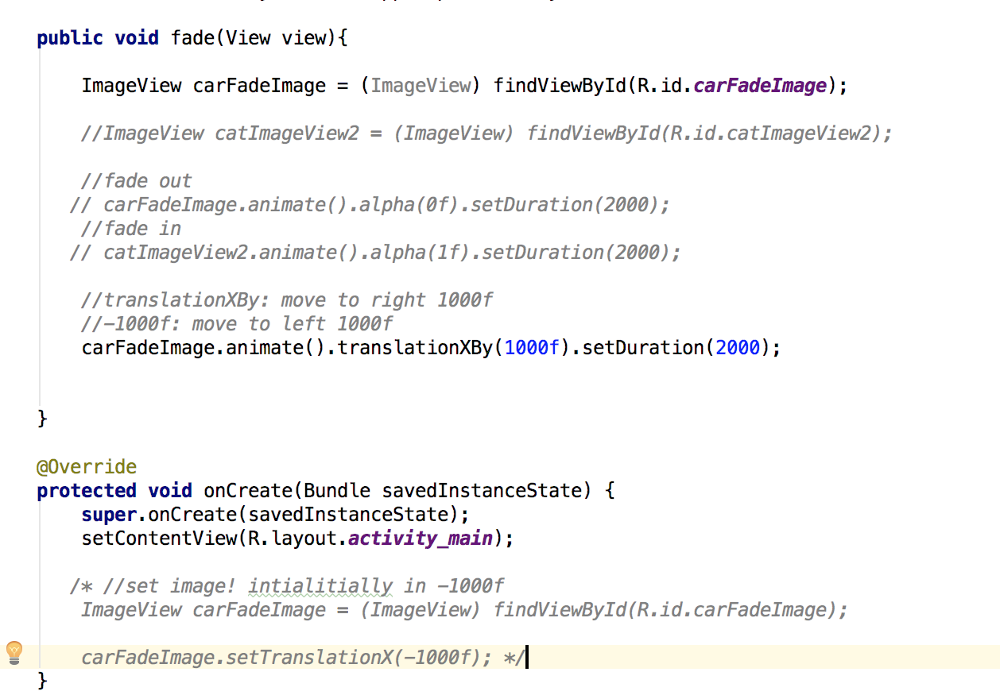 public void fade(View view){
ImageView carFadeImage = (ImageView) findViewById(R.id.carFadeImage);
//ImageView catImageView2 = (ImageView) findViewById(R.id.catImageView2);
//fade out
// carFadeImage.animate().alpha(0f).setDuration(2000);
//fade in
// catImageView2.animate().alpha(1f).setDuration(2000);
//translationXBy: move to right 1000f
//-1000f: move to left 1000f
carFadeImage.animate().translationXBy(1000f).setDuration(2000);
}
@Override
protected void onCreate(Bundle savedInstanceState) {
super.onCreate(savedInstanceState);
setContentView(R.layout.activity_main);
/* //set image! intialitially in -1000f
ImageView carFadeImage = (ImageView) findViewById(R.id.carFadeImage);
carFadeImage.setTranslationX(-1000f); */
}